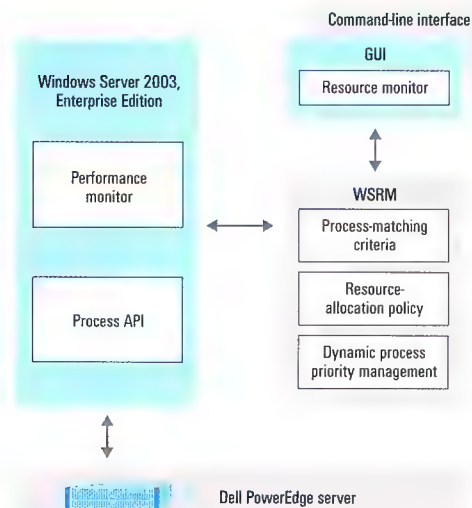 Command-line interface
GUI
Resource monitor
Windows Server 2003,
Enterprise Edition
Performance
monitor
Process API
WSRM
Process-matching
criteria
Resource-
allocation policy
Dynamic process
priority management
Dell PowerEdge server